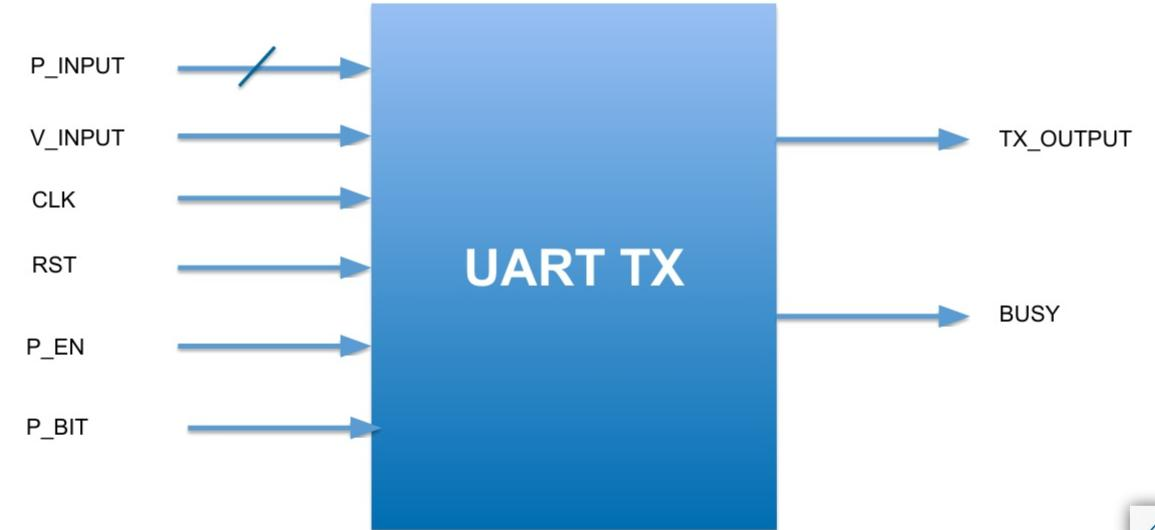 P_INPUT
V_INPUT
CLK
RST
P_EN
P_BIT
UART TX
TX_OUTPUT
BUSY